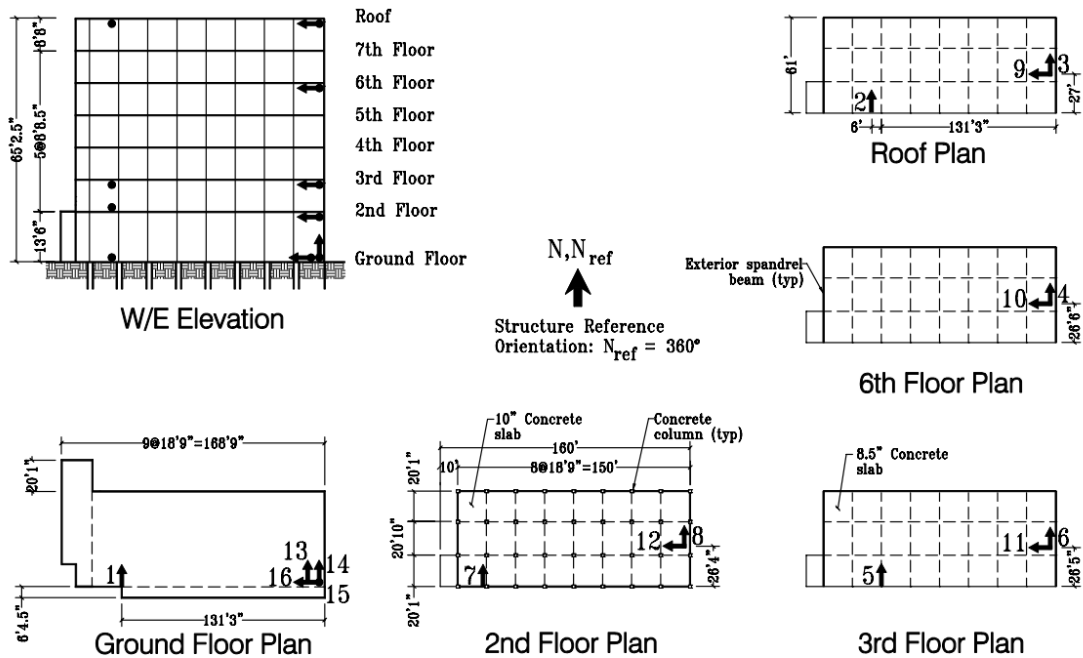 Roof
7th Floor
6th Floor
5th Floor
4th Floor
3rd Floor
2nd Floor
Ground Floor
8'8"
5@8'8.5"
65'2.5"
13'6"
W/E Elevation
N,Nref
Structure Reference
Orientation: Nref = 360°
61'
9
3
2
27'
6'
131'3"
Roof Plan
Exterior spandrel
beam (typ)
10
4
26'6"
6th Floor Plan
9@18'9"=168'9"
20'1"
1
13
14
16
15
6'4.5"
131'3"
Ground Floor Plan
10" Concrete
slab
Concrete
column (typ)
160'
10'
8@18'9"=150'
20'1"
20'10"
20'1"
12
8
7
26'4"
2nd Floor Plan
8.5" Concrete
slab
11
6
5
26'5"
3rd Floor Plan